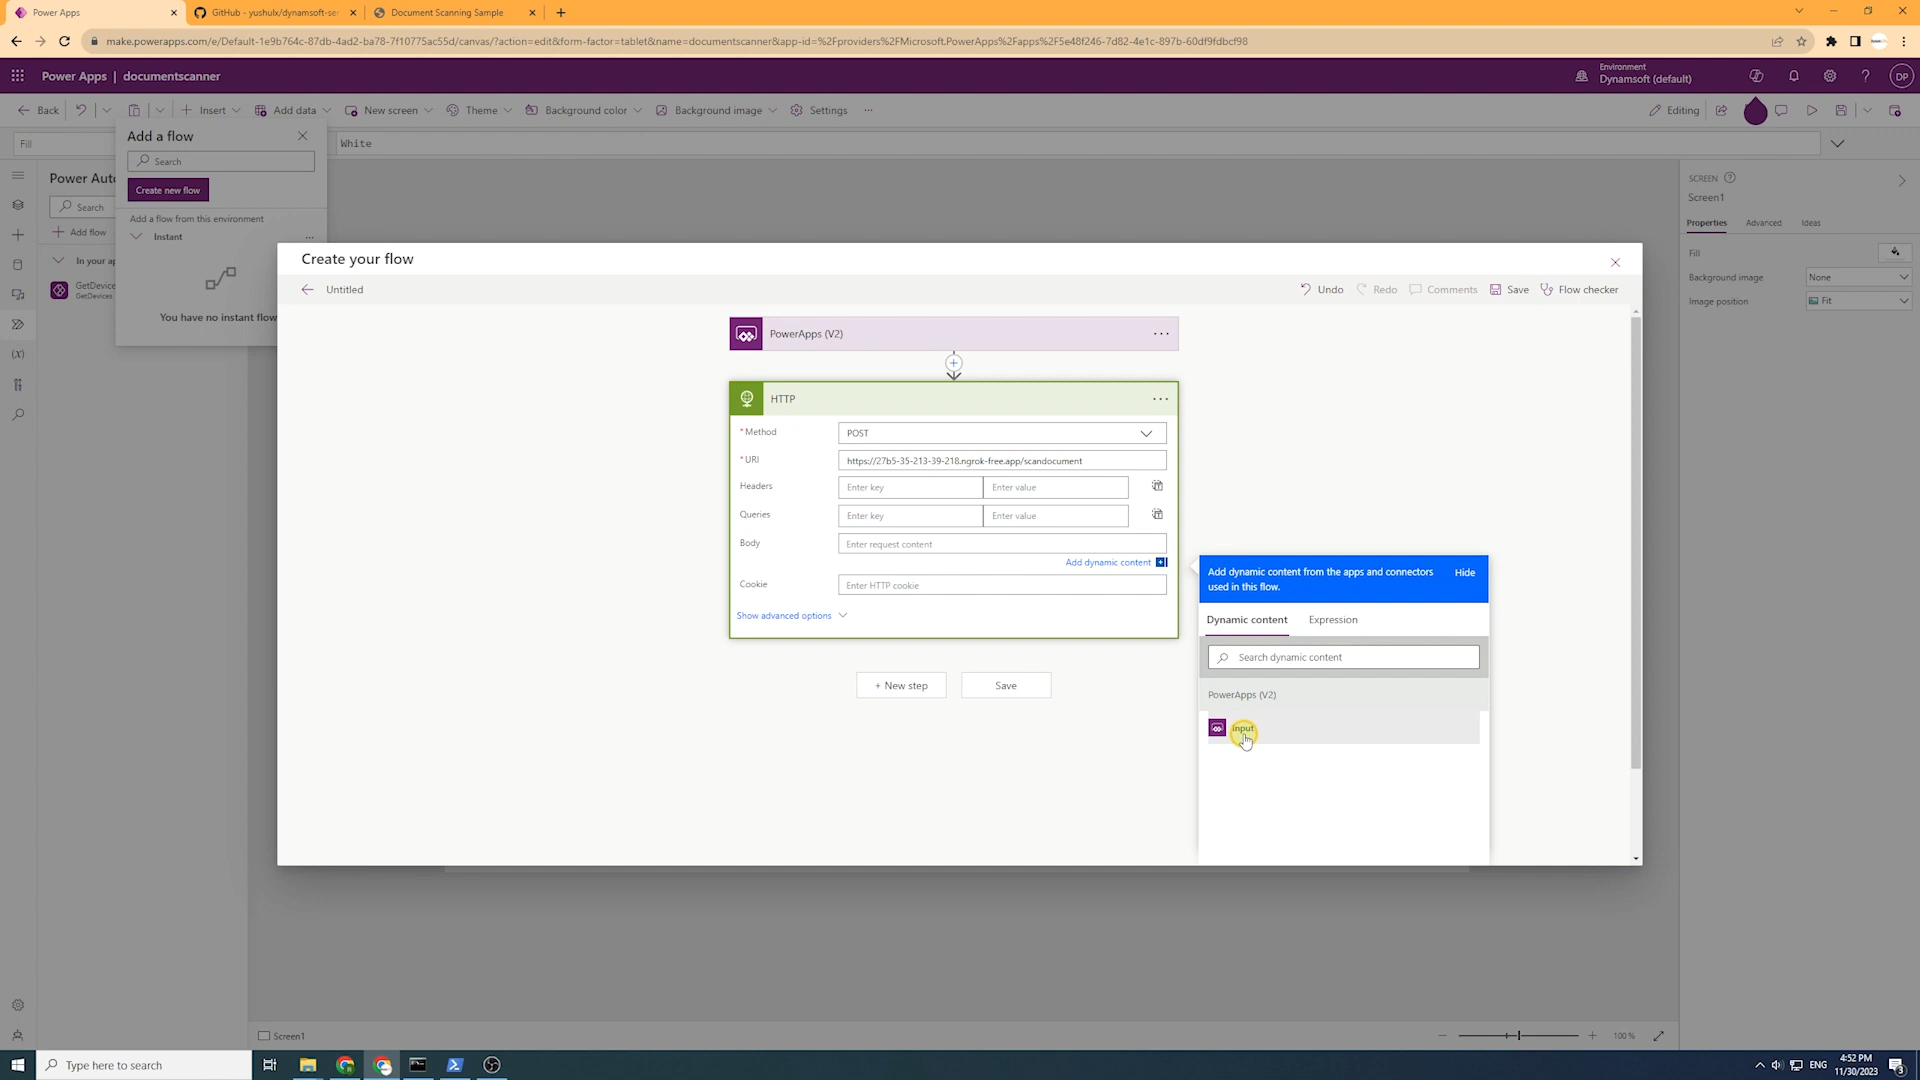 Power Apps
GitHub - yushulx/dynamsoft-ser
Document Scanning Sample
make.powerapps.com/e/Default-1e9b764c-87db-4ad2-ba78-7f10775ac55d/canvas/?action=edit&form-factor=tablet&name=documentscanner&app-id=%2Fproviders%2FMicrosoft.PowerApps%2Fapps%2F5e48f246-7d82-4e1c-897b-60df9fdbcf98
Power Apps | documentscanner
Environment
Dynamsoft (default)
DP
Back
Insert
Add data
New screen
Theme
Background color
Background image
Settings
Editing
Fill
White
Add a flow
Search
Create new flow
Add a flow from this environment
Instant
You have no instant flow
Power Aut
Search
Add flow
In your ap
GetDevice
GetDevices
SCREEN
Screen1
Properties
Advanced
Ideas
Fill
Background image
None
Image position
Fit
Create your flow
Untitled
Undo
Redo
Comments
Save
Flow checker
PowerApps (V2)
HTTP
* Method
POST
* URI
https://27b5-35-213-39-218.ngrok-free.app/scandocument
Headers
Enter key
Enter value
Queries
Enter key
Enter value
Body
Enter request content
Add dynamic content
Cookie
Enter HTTP cookie
Show advanced options
+ New step
Save
Add dynamic content from the apps and connectors
used in this flow.
Hide
Dynamic content
Expression
Search dynamic content
PowerApps (V2)
input
Screen1
100 %
Type here to search
ENG
4:52 PM
11/30/2023
3